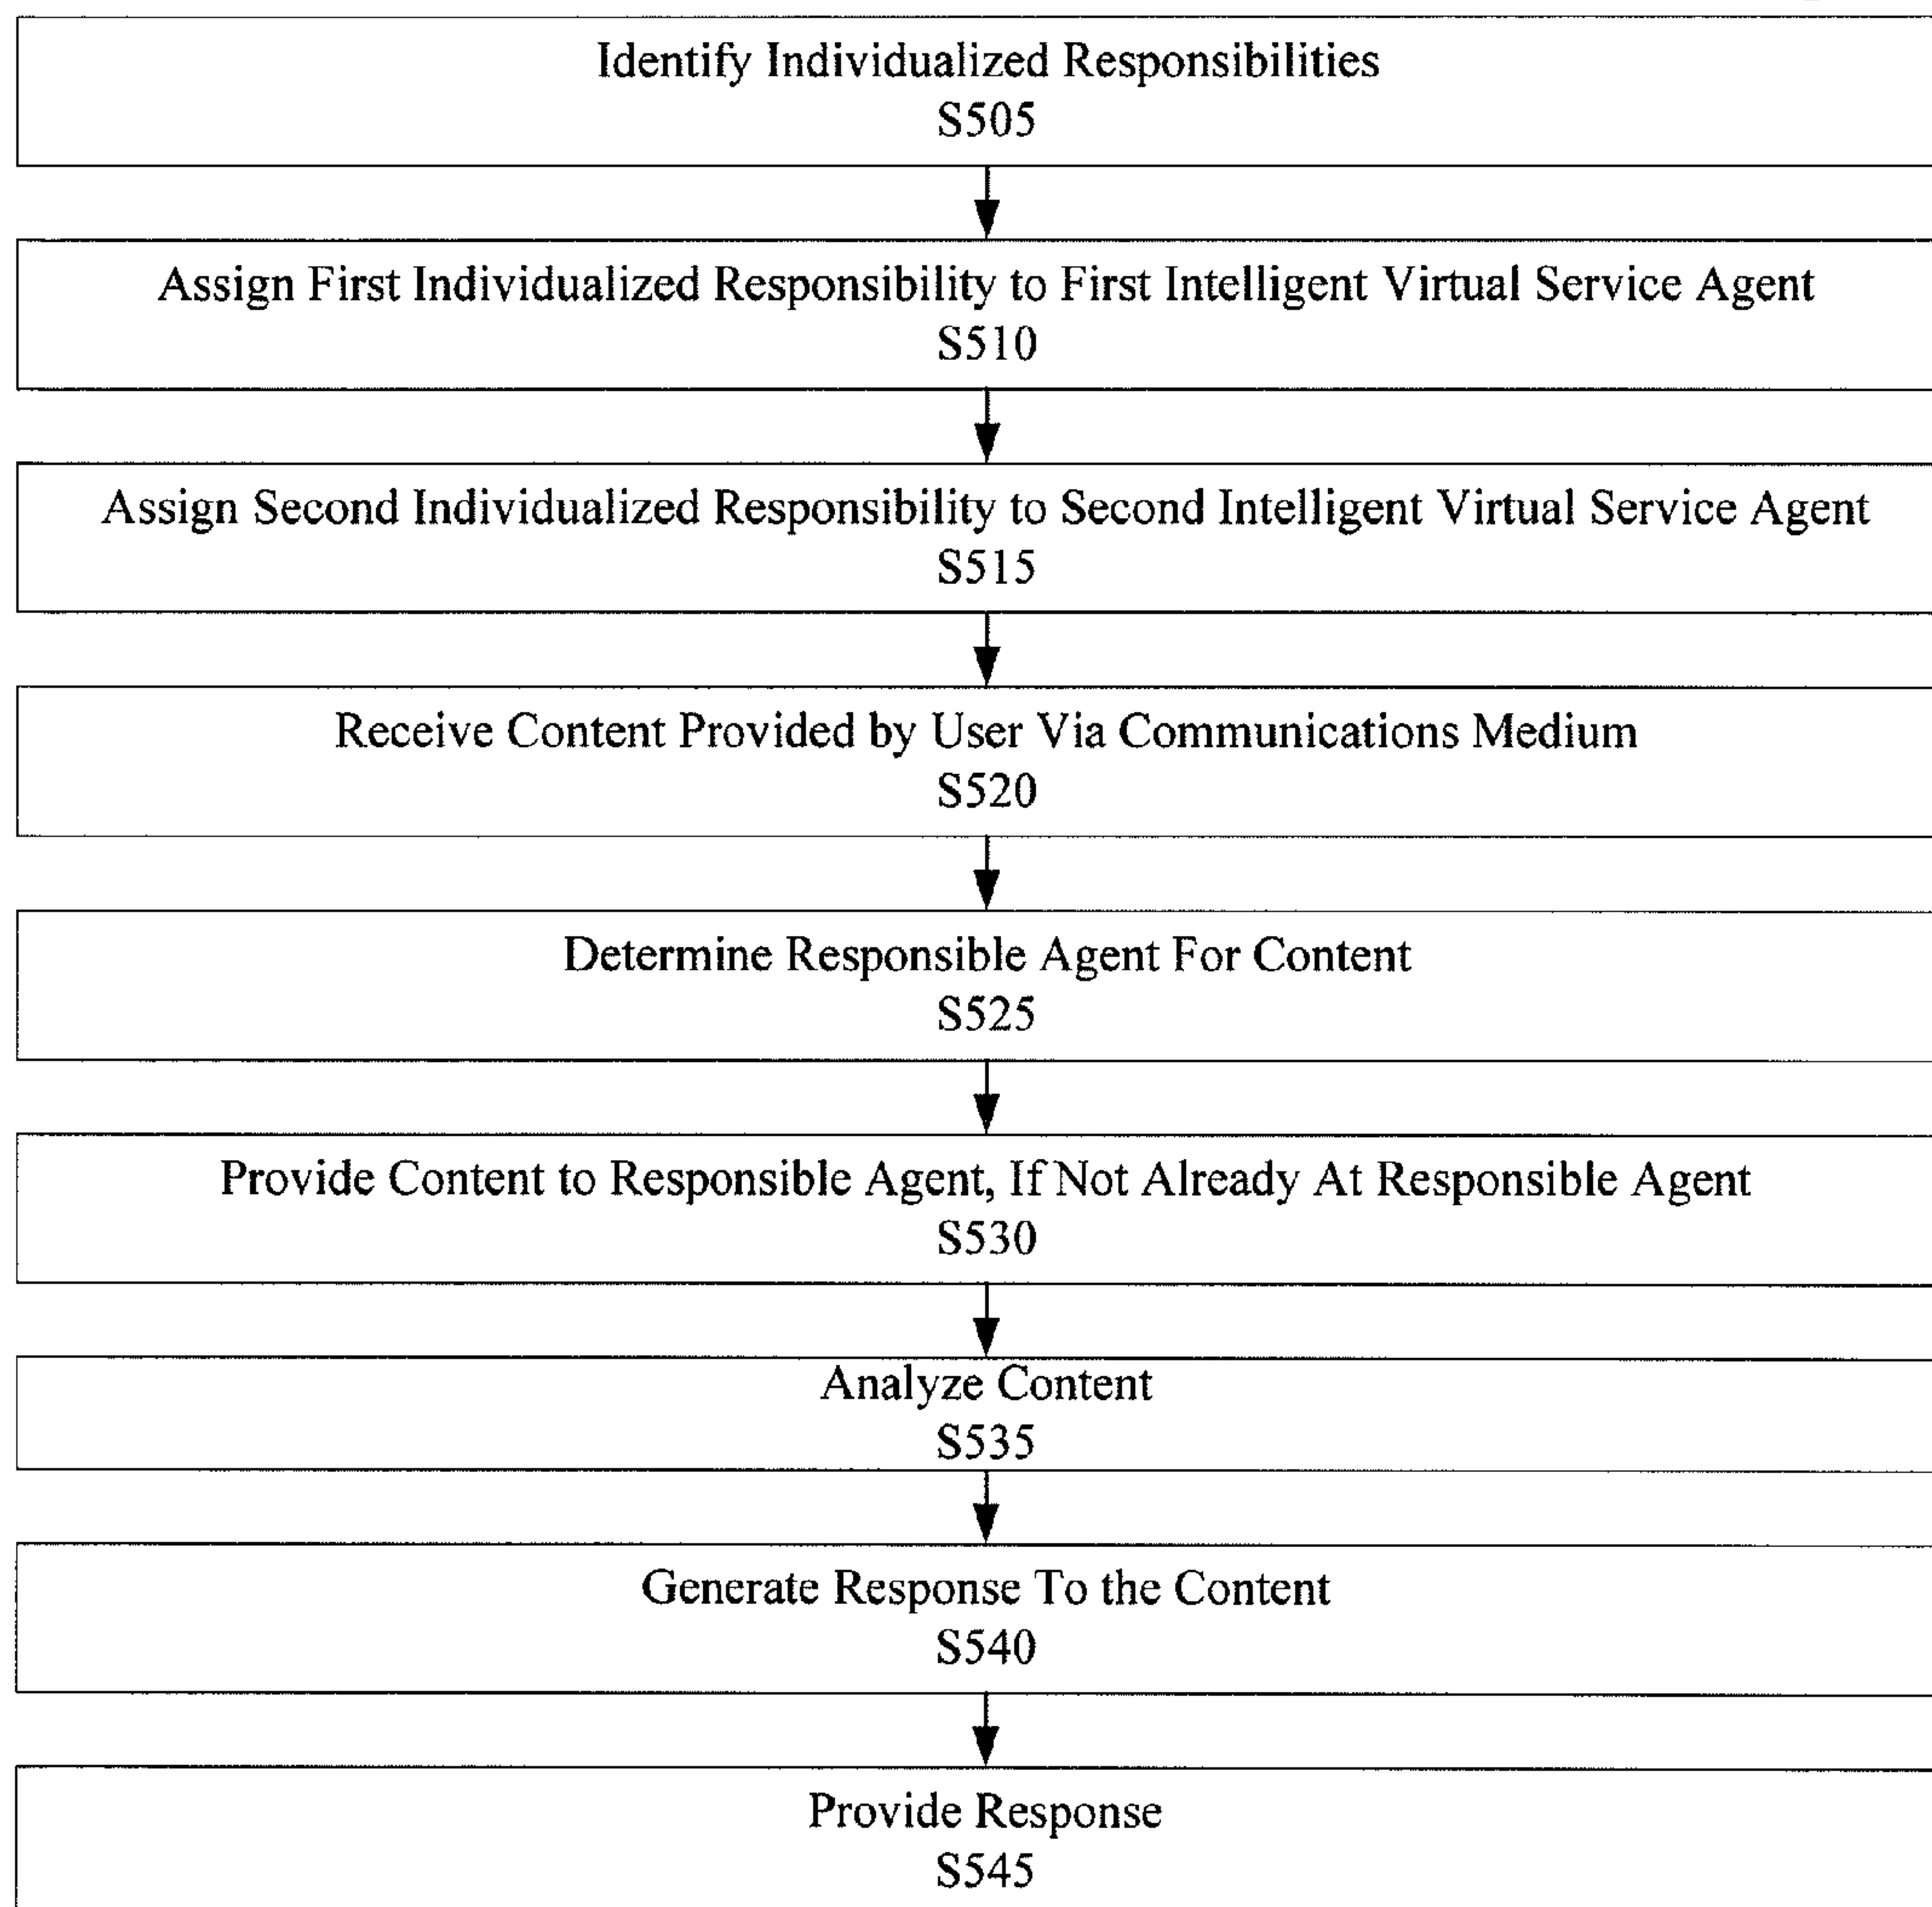 Identify Individualized Responsibilities
S505
Assign First Individualized Responsibility to First Intelligent Virtual Service Agent
S510
Assign Second Individualized Responsibility to Second Intelligent Virtual Service Agent
S515
Receive Content Provided by User Via Communications Medium
S520
Determine Responsible Agent For Content
S525
Provide Content to Responsible Agent, If Not Already At Responsible Agent
S530
Analyze Content
S535
Generate Response To the Content
S540
Provide Response
S545